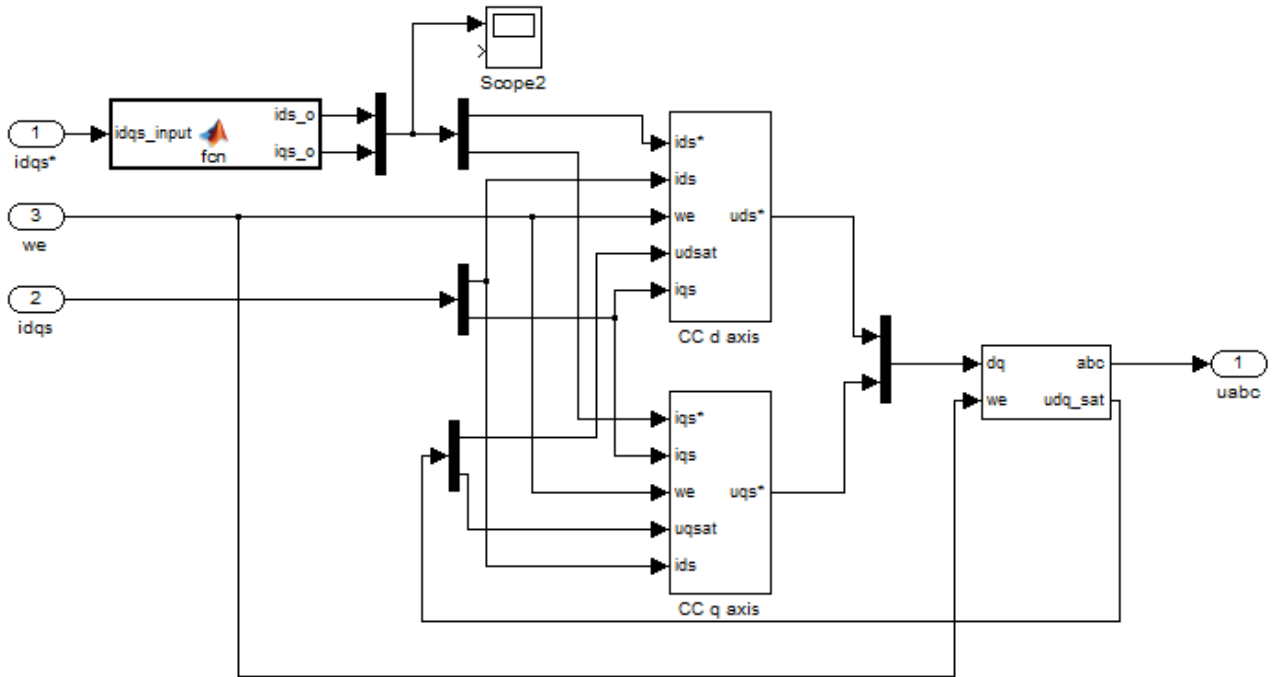 Scope2
1
idqs*
idqs_input
fcn
ids_o
iqs_o
3
we
2
idqs
ids*
ids
we
udsat
iqs
uds*
CC d axis
iqs*
iqs
we
uqsat
ids
uqs*
CC q axis
dq
we
abc
udq_sat
1
uabc